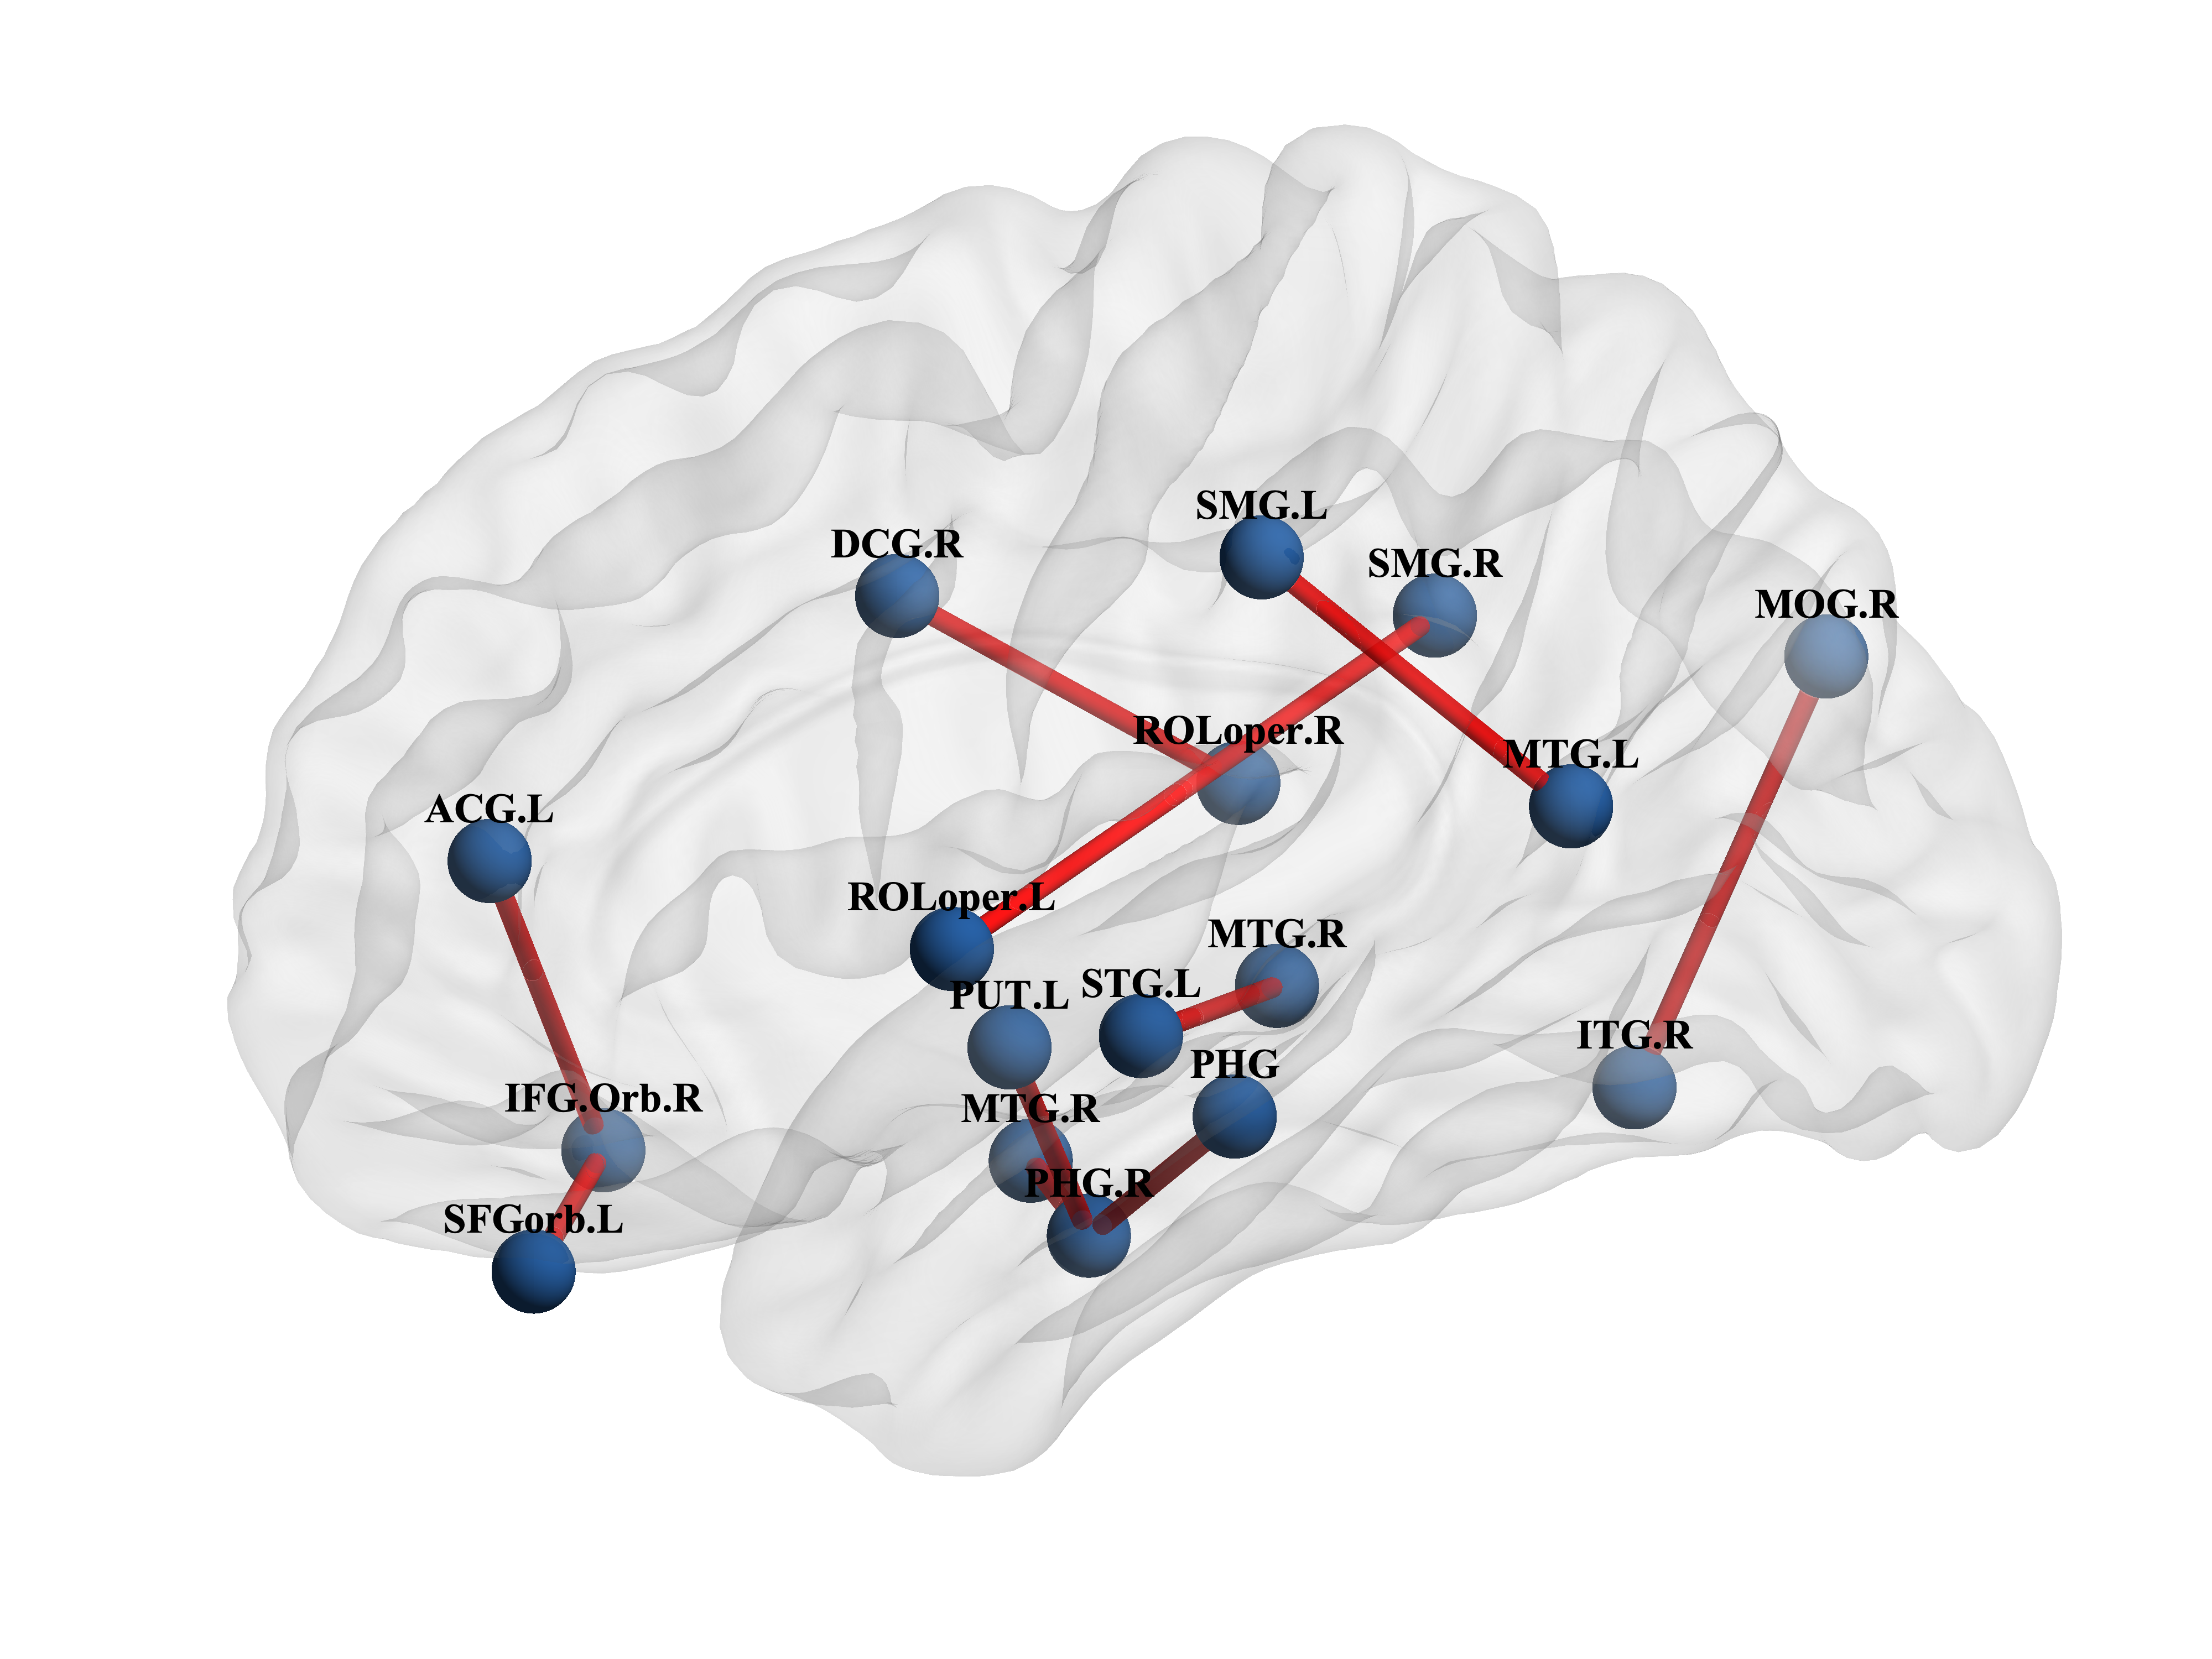 SMG.L
DCG.R
SMG.R
MOG.R
ROLoper.R
MTG.L
ACG.L
ROLoper.L
MTG.R
STG.L
PUT.L
ITG.R
PHG
IFG.Orb.R
MTG.R
PHG.R
SFGorb.L